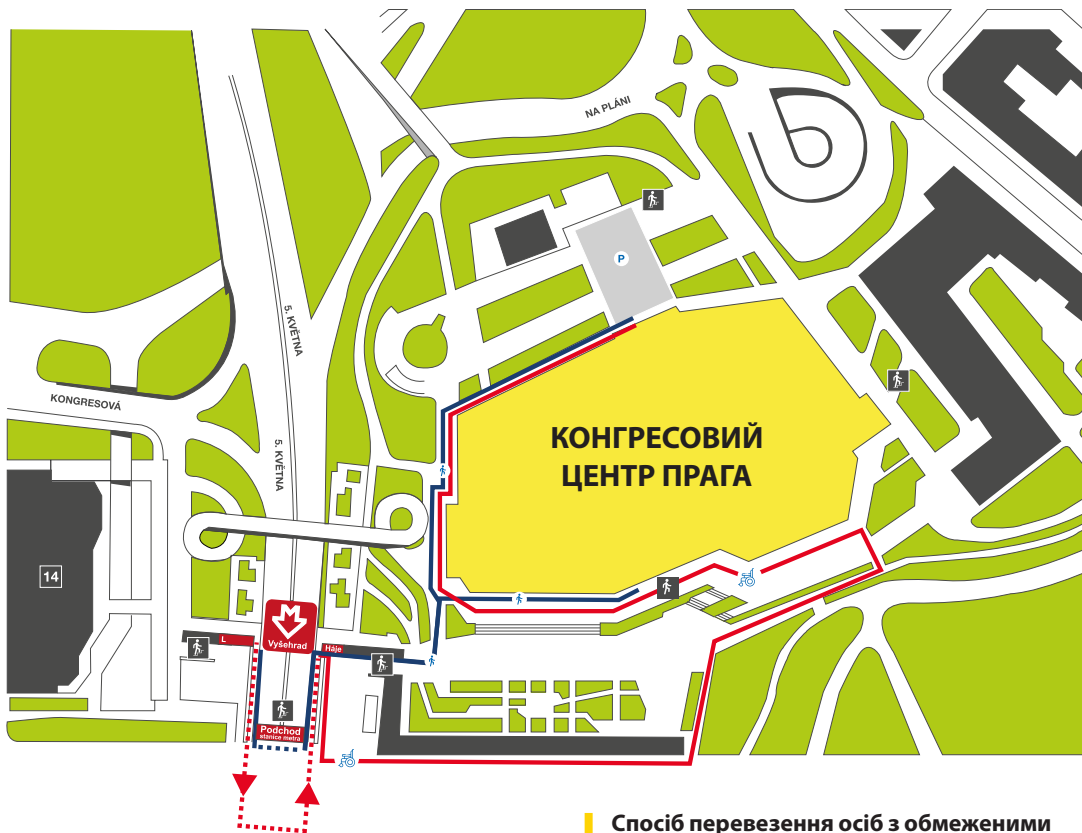 NA PLÁNI
P
5. KVĚTNA
KONGRESOVÁ
КОНГРЕСОВИЙ
ЦЕНТР ПРАГА
5. KVĚTNA
14
M
Vyšehrad
L
Háje
Podchod
stanice metra
Спосіб перевезення осіб з обмеженими